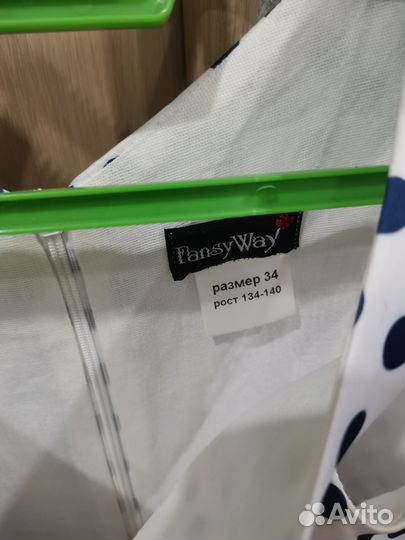 FansyWay
размер 34
рост 134-140
Avito